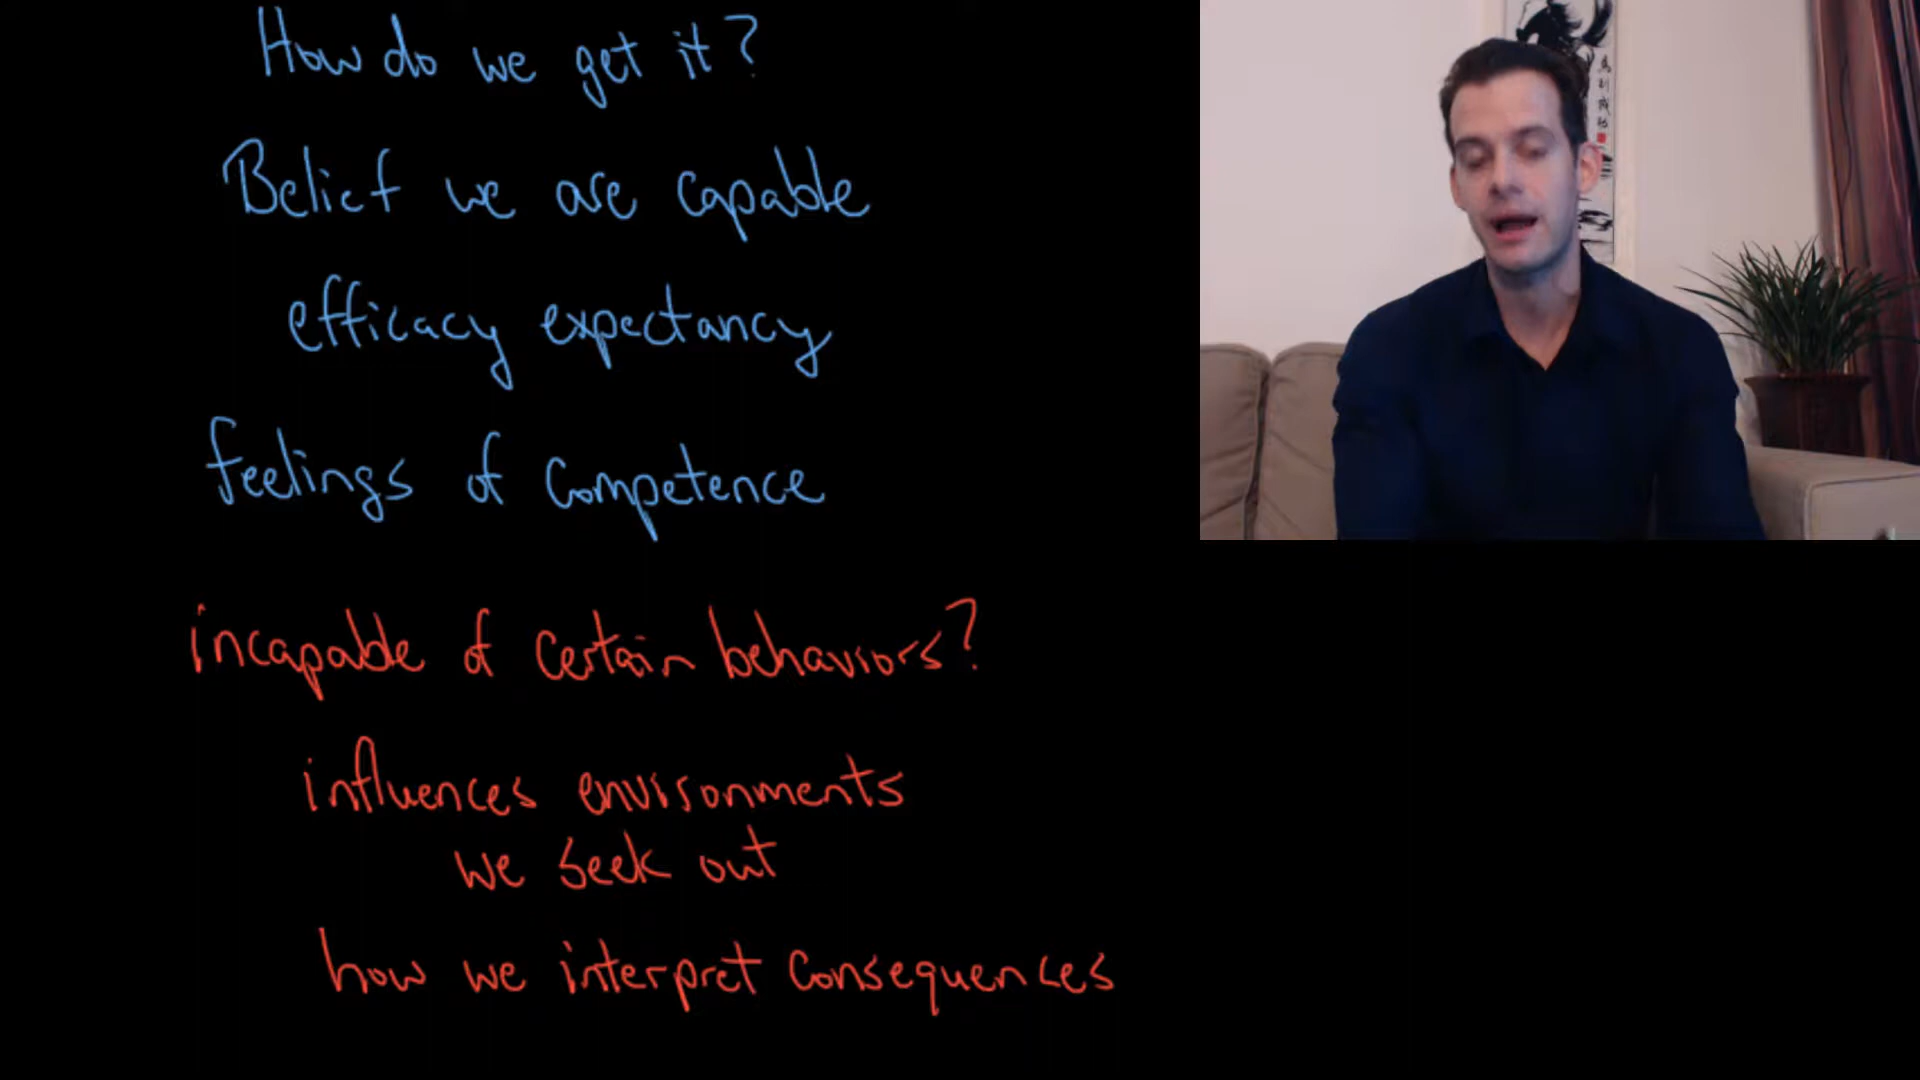 How do we get it?
Belief we are capable
efficacy expectancy
feelings of competence
incapable of certain behaviors?
influences environments
we seek out
how we interpret consequences